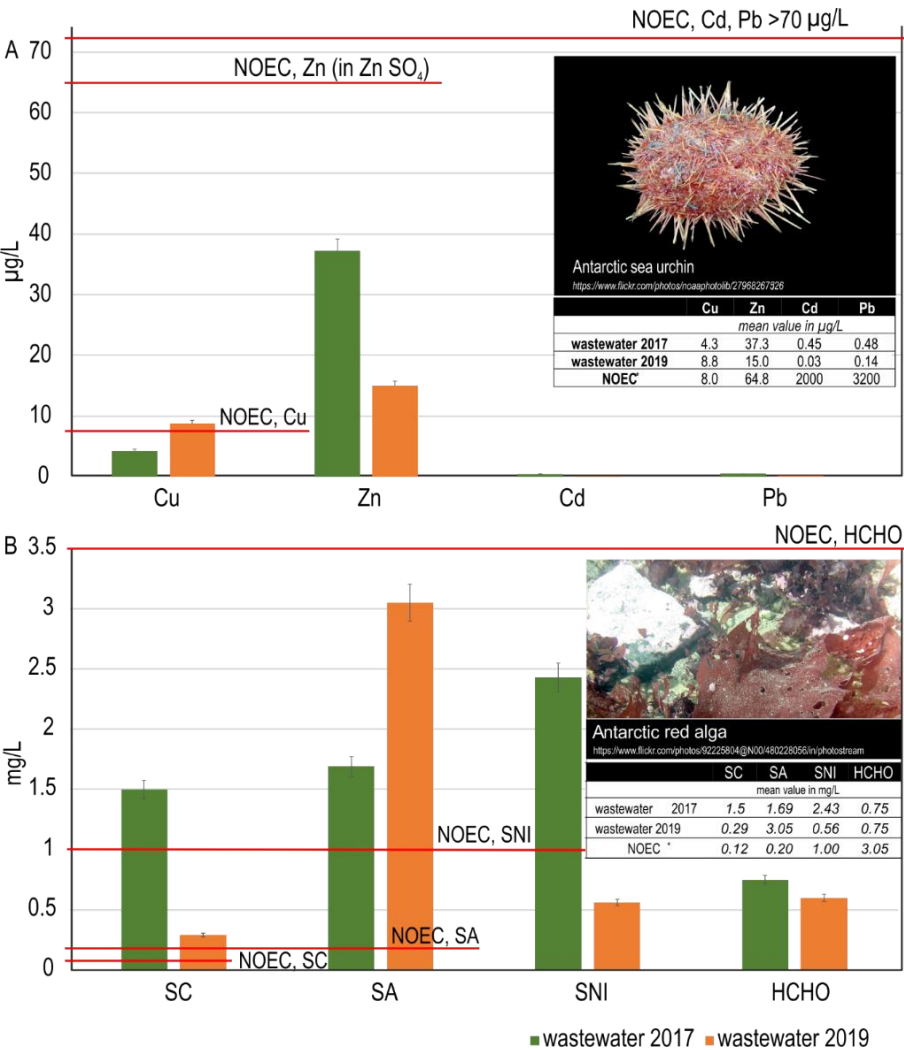 NOEC, Cd, Pb >70 µg/L
A 70
NOEC, Zn (in Zn SO₄)
60
50
40
30
20
10
0
µg/L
NOEC, Cu
Cu Zn Cd Pb
Antarctic sea urchin
https://www.flickr.com/photos/noaaphotolib/27968267526
Cu Zn Cd Pb
mean value in µg/L
wastewater 2017 4.3 37.3 0.45 0.48
wastewater 2019 8.8 15.0 0.03 0.14
NOEC* 8.0 64.8 2000 3200
NOEC, HCHO
B 3.5
3
2.5
2
1.5
1
0.5
0
mg/L
NOEC, SNI
NOEC, SA
NOEC, SC
SC SA SNI HCHO
Antarctic red alga
https://www.flickr.com/photos/92225804@N00/480228056/in/photostream
SC SA SNI HCHO
mean value in mg/L
wastewater 2017 1.5 1.69 2.43 0.75
wastewater 2019 0.29 3.05 0.56 0.75
NOEC * 0.12 0.20 1.00 3.05
wastewater 2017 wastewater 2019